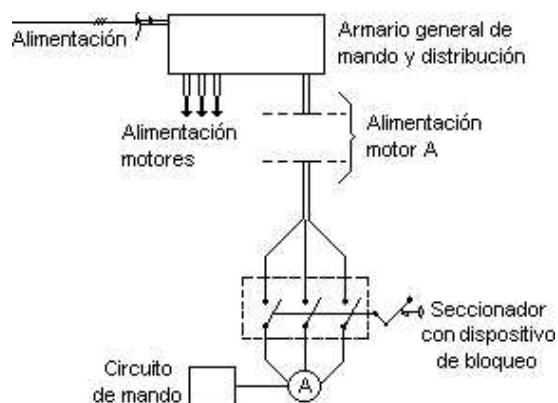 Alimentación
Armario general de
mando y distribución
Alimentación
motores
Alimentación
motor A
Seccionador
con dispositivo
de bloqueo
Circuito
de mando
A